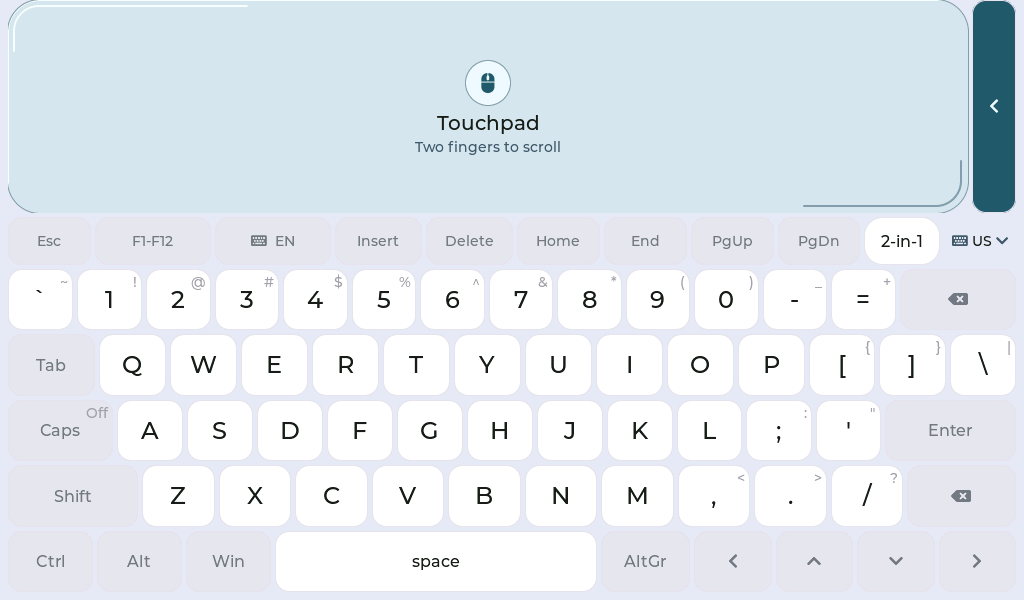 Touchpad
Two fingers to scroll
Esc F1-F12 EN Insert Delete Home End PgUp PgDn 2-in-1 US
` ~ 1 ! 2 @ 3 # 4 $ 5 % 6 ^ 7 & 8 * 9 ( 0 ) - _ = +
Tab Q W E R T Y U I O P [ { ] } \ |
Caps Off A S D F G H J K L ; : ' " Enter
Shift Z X C V B N M , < . > / ?
Ctrl Alt Win space AltGr